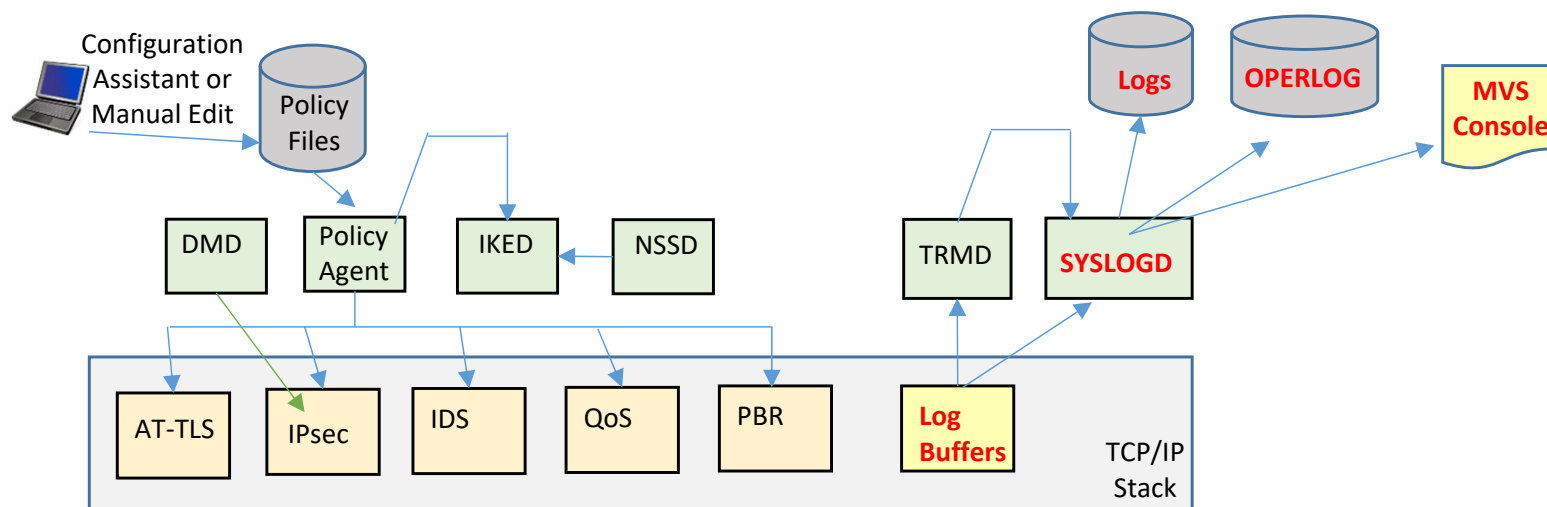 Configuration
Assistant or
Manual Edit
Policy
Files
Logs
OPERLOG
MVS
Console
DMD
Policy
Agent
IKED
NSSD
TRMD
SYSLOGD
AT-TLS
IPsec
IDS
QoS
PBR
Log
Buffers
TCP/IP
Stack